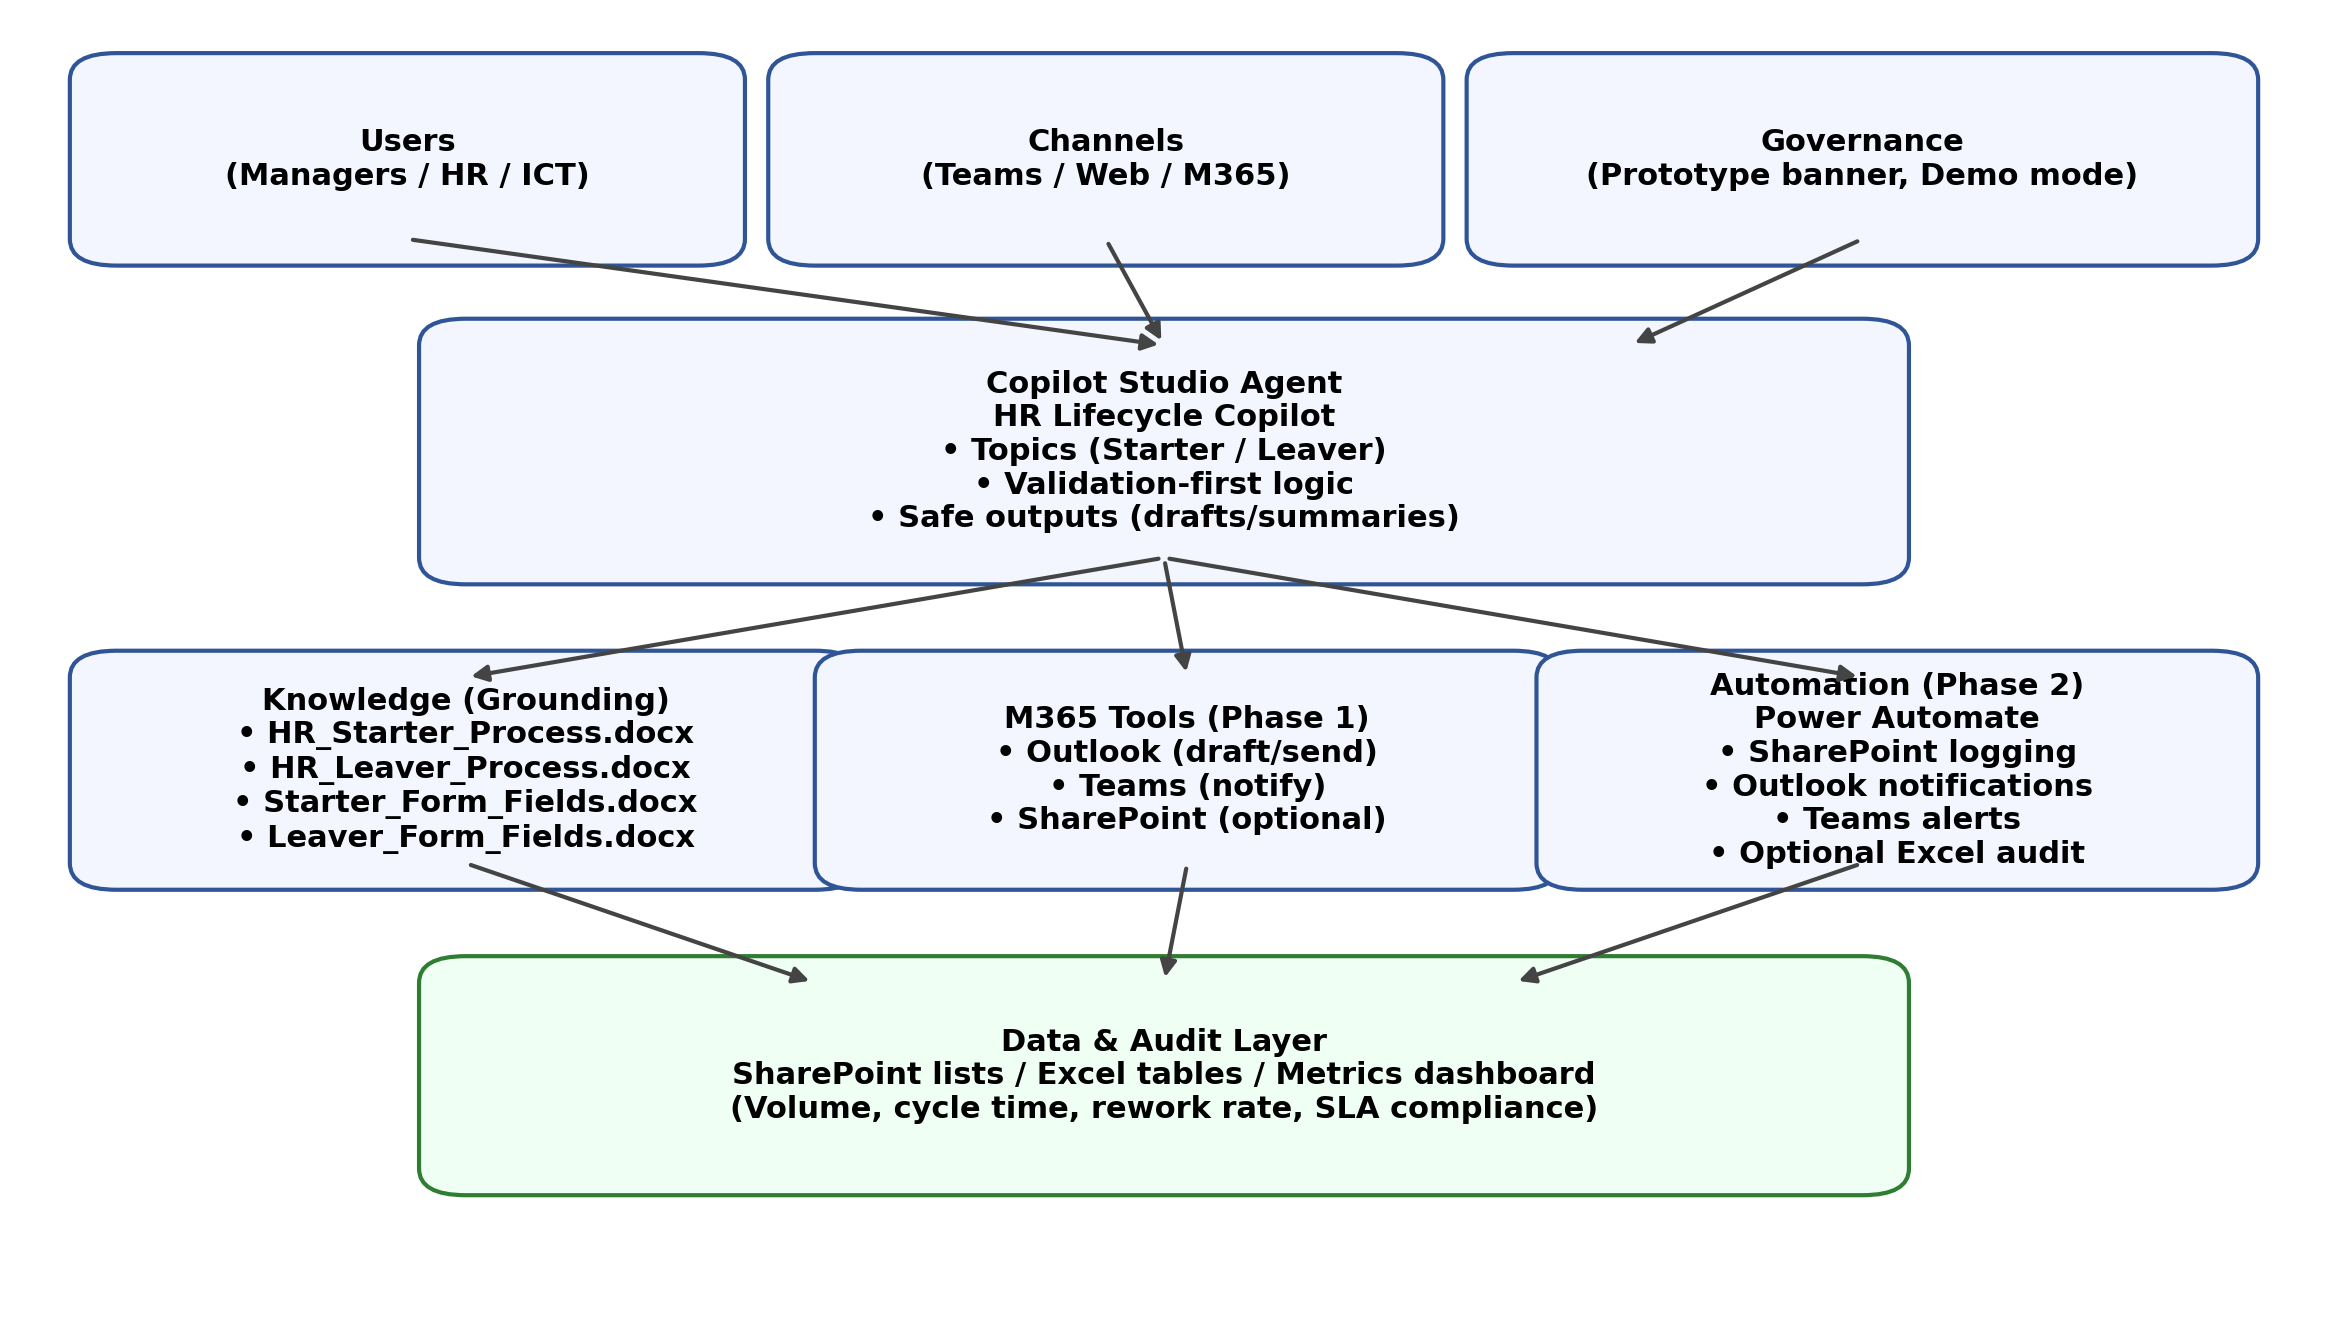 Users
(Managers / HR / ICT)
Channels
(Teams / Web / M365)
Governance
(Prototype banner, Demo mode)
Copilot Studio Agent
HR Lifecycle Copilot
• Topics (Starter / Leaver)
• Validation-first logic
• Safe outputs (drafts/summaries)
Knowledge (Grounding)
• HR_Starter_Process.docx
• HR_Leaver_Process.docx
• Starter_Form_Fields.docx
• Leaver_Form_Fields.docx
M365 Tools (Phase 1)
• Outlook (draft/send)
• Teams (notify)
• SharePoint (optional)
Automation (Phase 2)
Power Automate
• SharePoint logging
• Outlook notifications
• Teams alerts
• Optional Excel audit
Data & Audit Layer
SharePoint lists / Excel tables / Metrics dashboard
(Volume, cycle time, rework rate, SLA compliance)